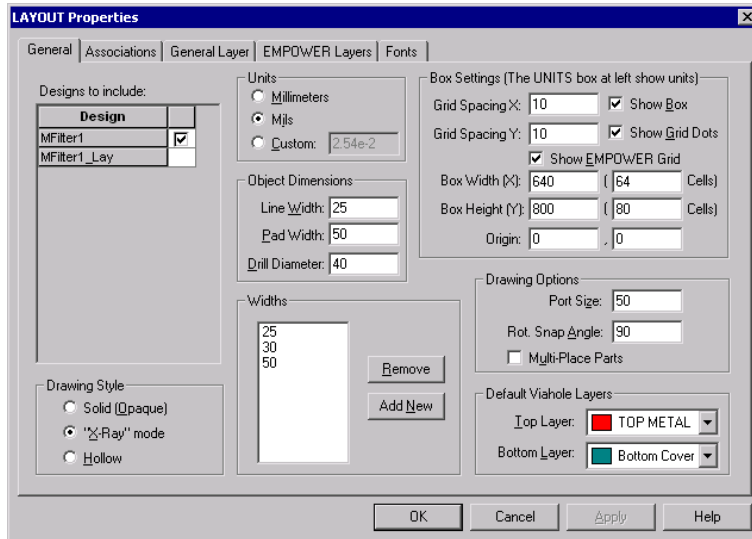 LAYOUT Properties
General
Associations
General Layer
EMPOWER Layers
Fonts
Designs to include:
Design
MFilter1
MFilter1_Lay
Drawing Style
Solid (Opaque)
"X-Ray" mode
Hollow
Units
Millimeters
Mils
Custom: 2.54e-2
Object Dimensions
Line Width: 25
Pad Width: 50
Drill Diameter: 40
Widths
25
30
50
Remove
Add New
Box Settings (The UNITS box at left show units)
Grid Spacing X: 10 Show Box
Grid Spacing Y: 10 Show Grid Dots
Show EMPOWER Grid
Box Width (X): 640 ( 64 Cells)
Box Height (Y): 800 ( 80 Cells)
Origin: 0 , 0
Drawing Options
Port Size: 50
Rot. Snap Angle: 90
Multi-Place Parts
Default Viahole Layers
Top Layer: TOP METAL
Bottom Layer: Bottom Cover
OK
Cancel
Apply
Help